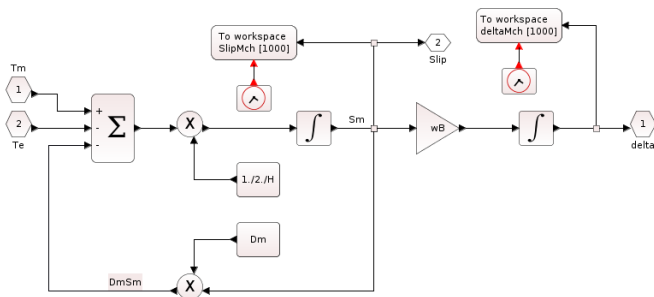 To workspace
SlipMch [1000]
To workspace
deltaMch [1000]
2
Slip
Tm
1
+
2
-
Te
-
Σ
X
∫
Sm
wB
∫
1
delta
1./2./H
Dm
DmSm
X